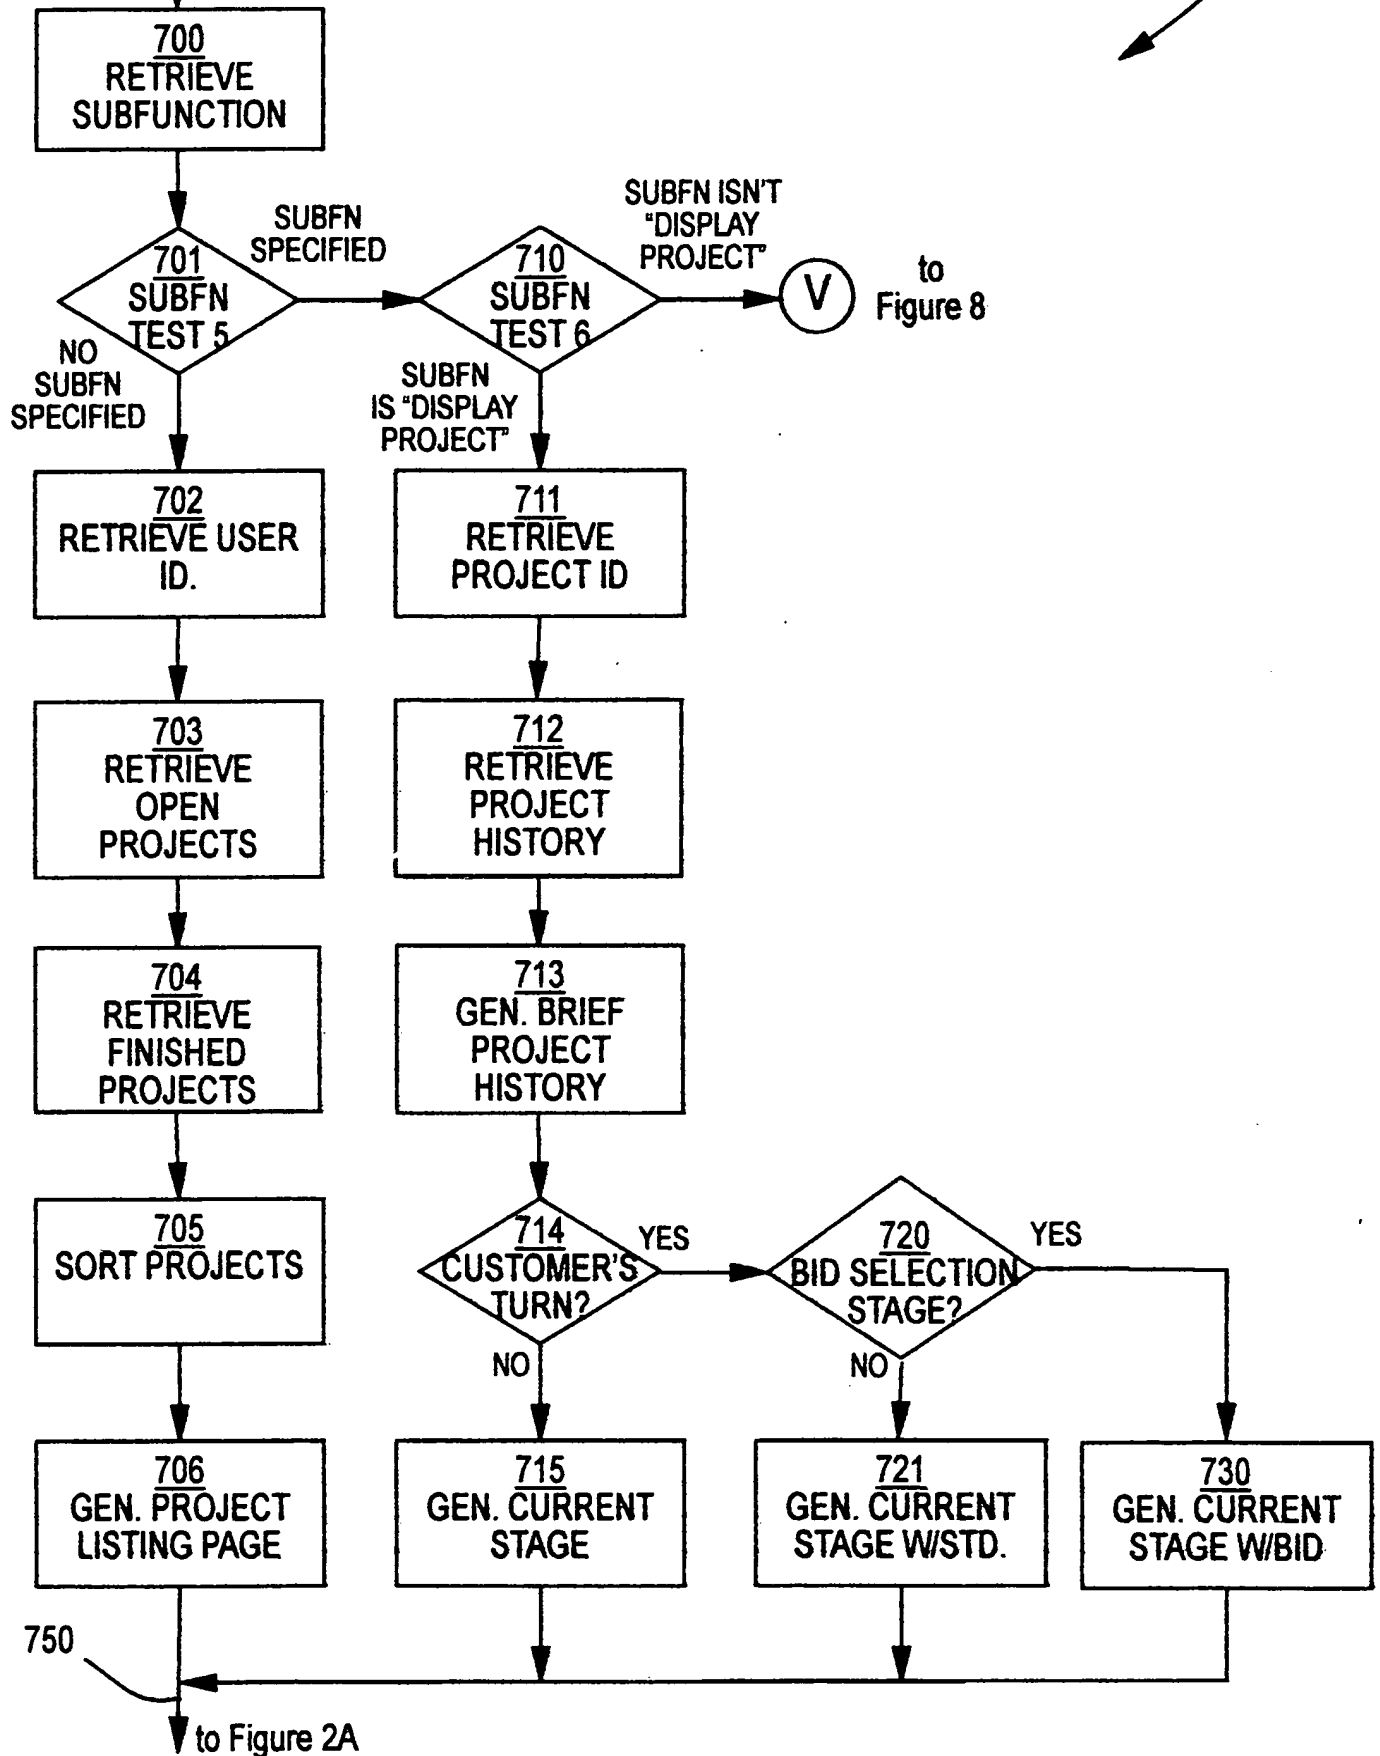 700
RETRIEVE
SUBFUNCTION
701
SUBFN
TEST 5
SUBFN
SPECIFIED
710
SUBFN
TEST 6
SUBFN ISN'T
"DISPLAY
PROJECT"
V
to
Figure 8
NO
SUBFN
SPECIFIED
SUBFN
IS "DISPLAY
PROJECT"
702
RETRIEVE USER
ID.
711
RETRIEVE
PROJECT ID
703
RETRIEVE
OPEN
PROJECTS
712
RETRIEVE
PROJECT
HISTORY
704
RETRIEVE
FINISHED
PROJECTS
713
GEN. BRIEF
PROJECT
HISTORY
705
SORT PROJECTS
714
CUSTOMER'S
TURN?
YES
NO
720
BID SELECTION
STAGE?
YES
NO
706
GEN. PROJECT
LISTING PAGE
715
GEN. CURRENT
STAGE
721
GEN. CURRENT
STAGE W/STD.
730
GEN. CURRENT
STAGE W/BID
750
to Figure 2A